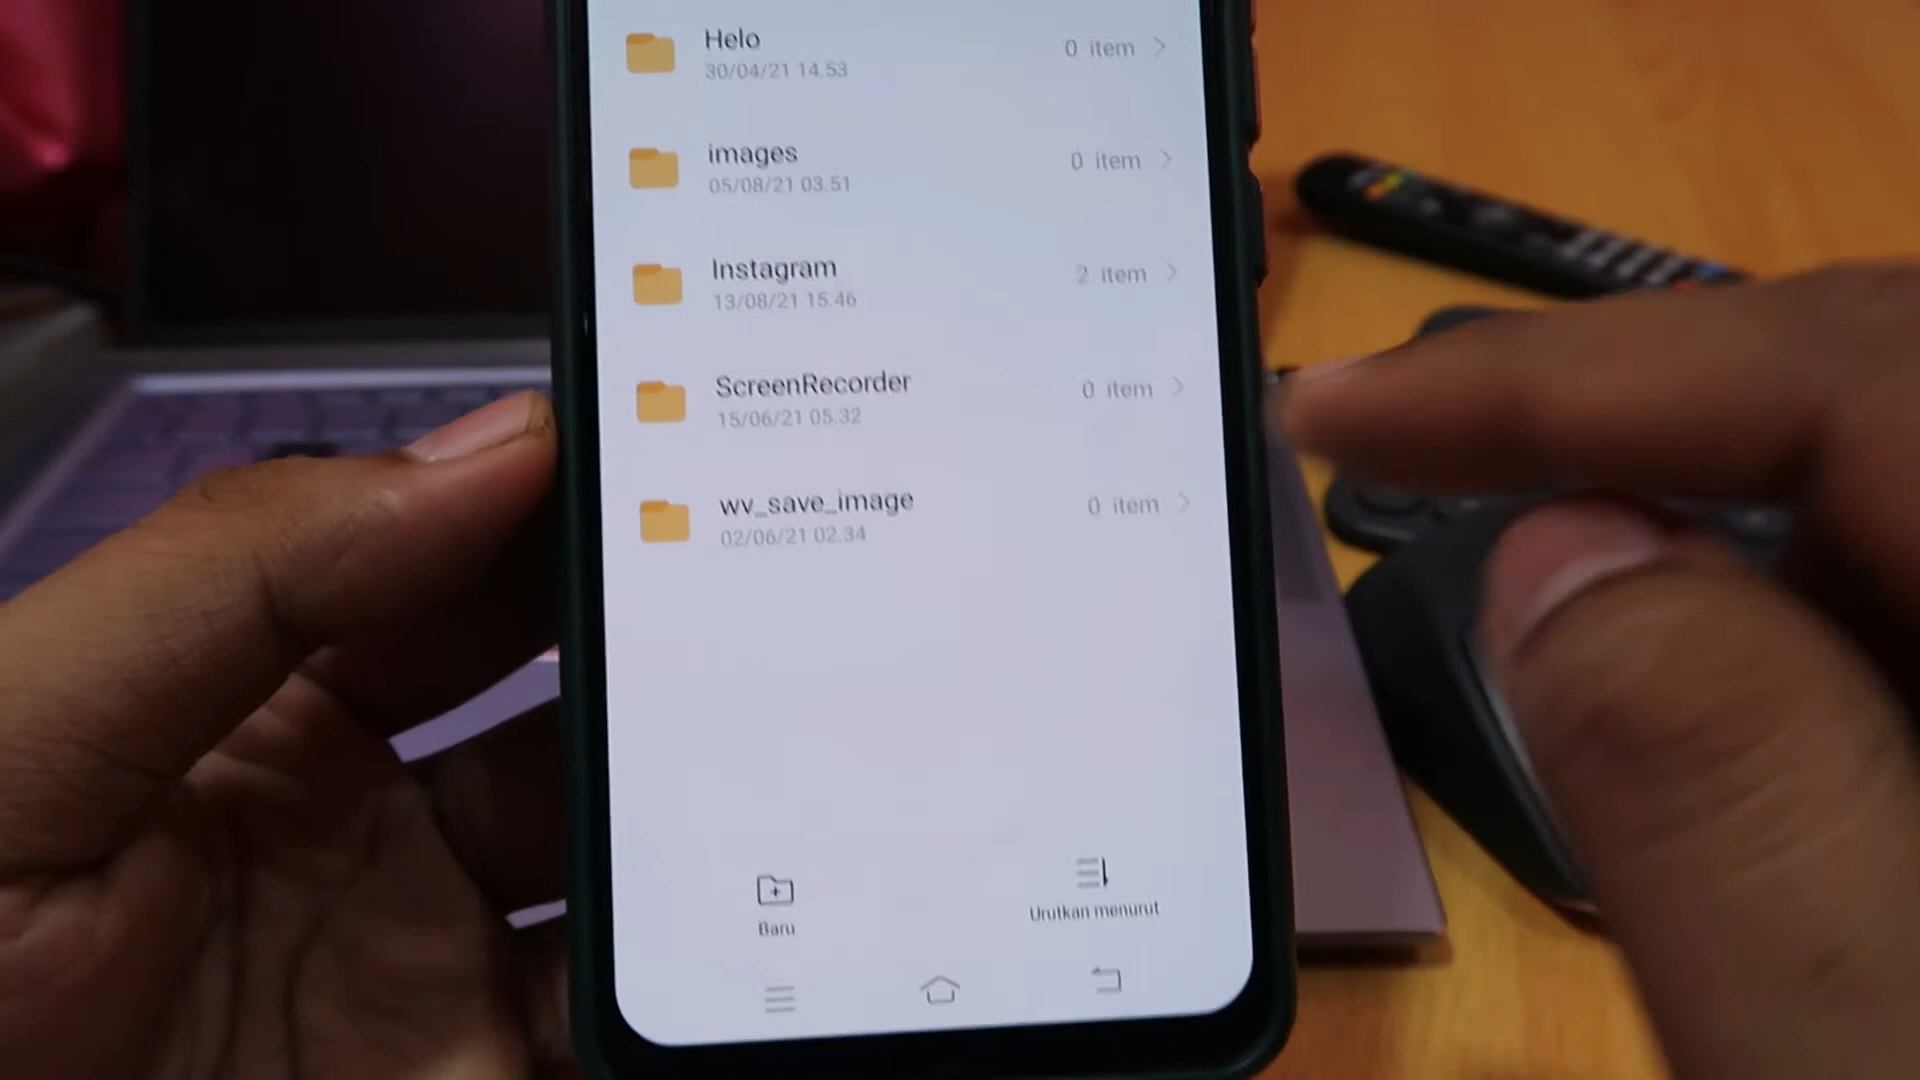 Helo
0 item
30/04/21 14.53
images
0 item
05/08/21 03.51
Instagram
2 item
13/08/21 15.46
ScreenRecorder
0 item
15/06/21 05.32
wv_save_image
0 item
02/06/21 02.34
Baru
Urutkan menurut